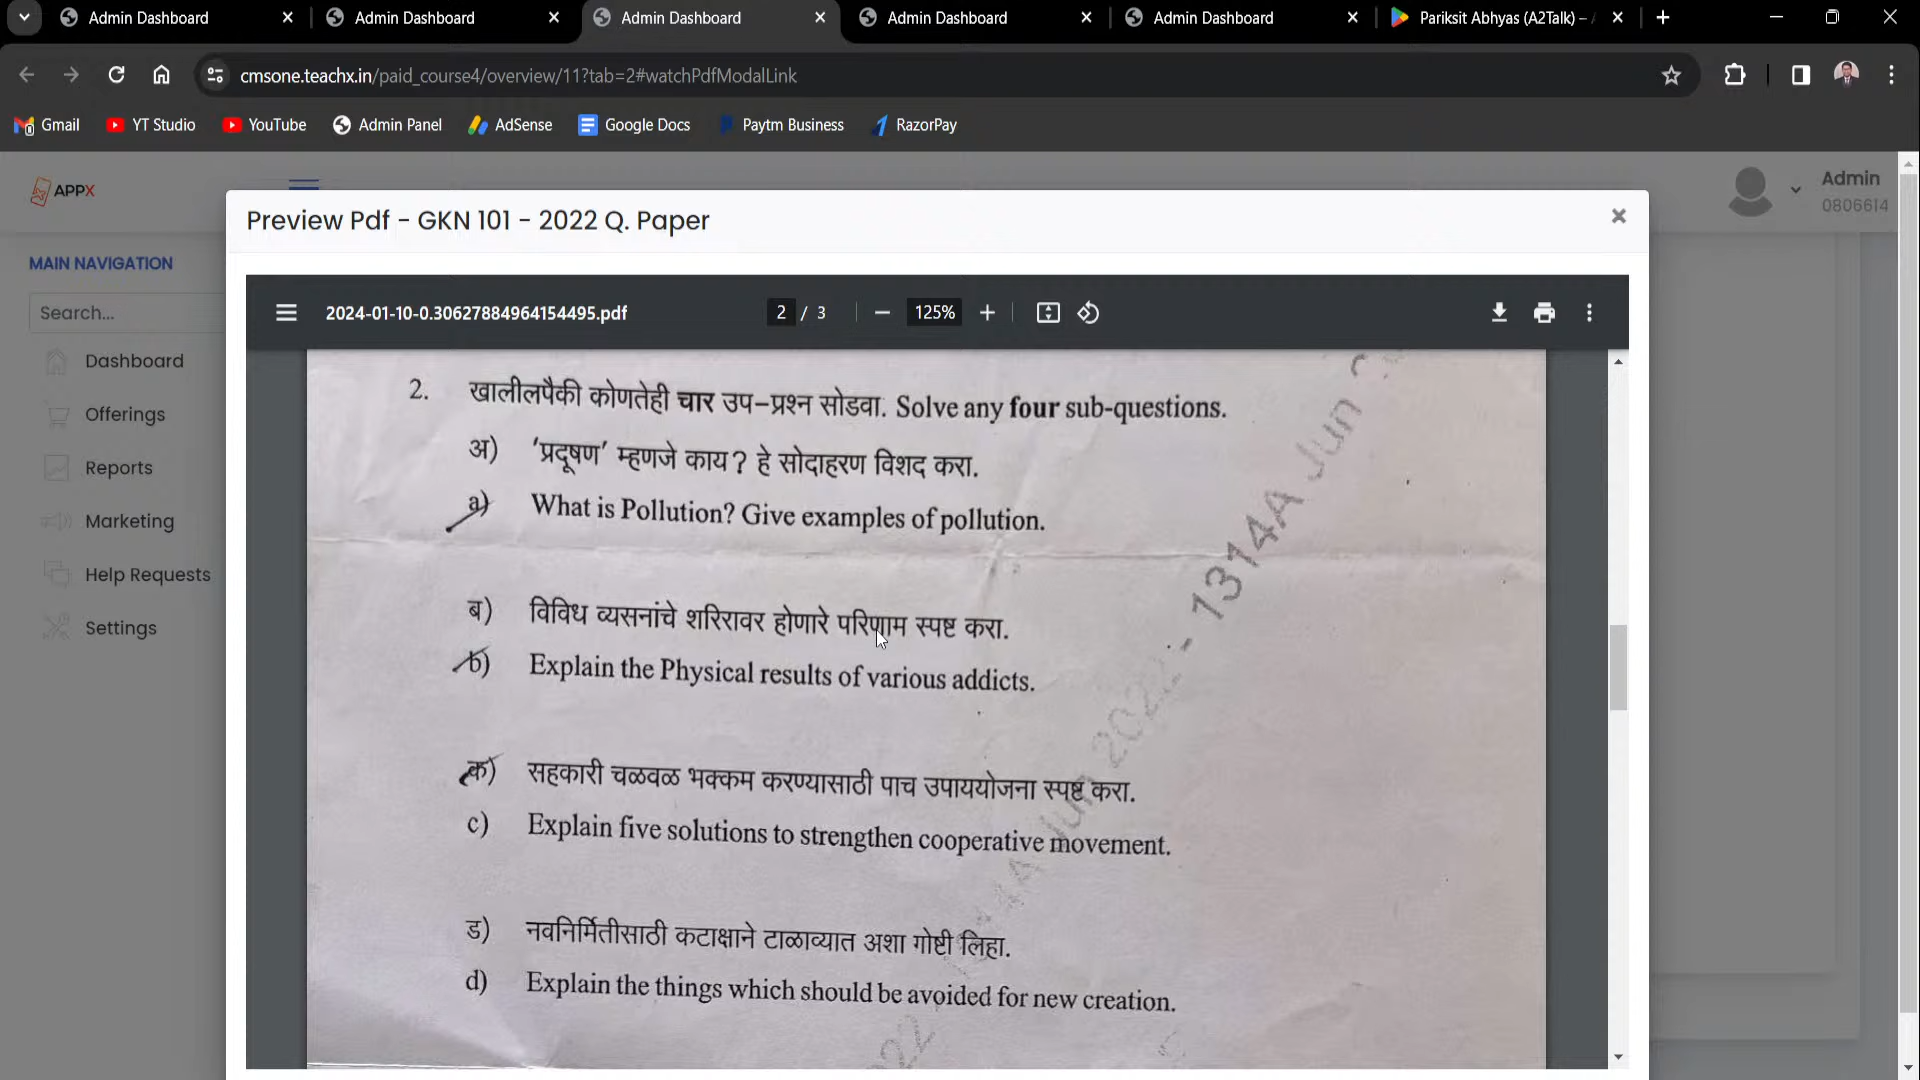 Admin Dashboard
Admin Dashboard
Admin Dashboard
Admin Dashboard
Admin Dashboard
Pariksit Abhyas (A2Talk) –
cmsone.teachx.in/paid_course4/overview/11?tab=2#watchPdfModalLink
Gmail YT Studio YouTube Admin Panel AdSense Google Docs Paytm Business RazorPay
APPX
Admin
0806614
Preview Pdf - GKN 101 - 2022 Q. Paper
MAIN NAVIGATION
Search...
Dashboard
Offerings
Reports
Marketing
Help Requests
Settings
2024-01-10-0.30627884964154495.pdf 2 / 3 125%
2. खालीलपैकी कोणतेही चार उप-प्रश्न सोडवा. Solve any four sub-questions.
अ) 'प्रदूषण' म्हणजे काय? हे सोदाहरण विशद करा.
a) What is Pollution? Give examples of pollution.
ब) विविध व्यसनांचे शरिरावर होणारे परिणाम स्पष्ट करा.
b) Explain the Physical results of various addicts.
क) सहकारी चळवळ भक्कम करण्यासाठी पाच उपाययोजना स्पष्ट करा.
c) Explain five solutions to strengthen cooperative movement.
ड) नवनिर्मितीसाठी कटाक्षाने टाळाव्यात अशा गोष्टी लिहा.
d) Explain the things which should be avoided for new creation.
1314A Jun
Jun 2022 -